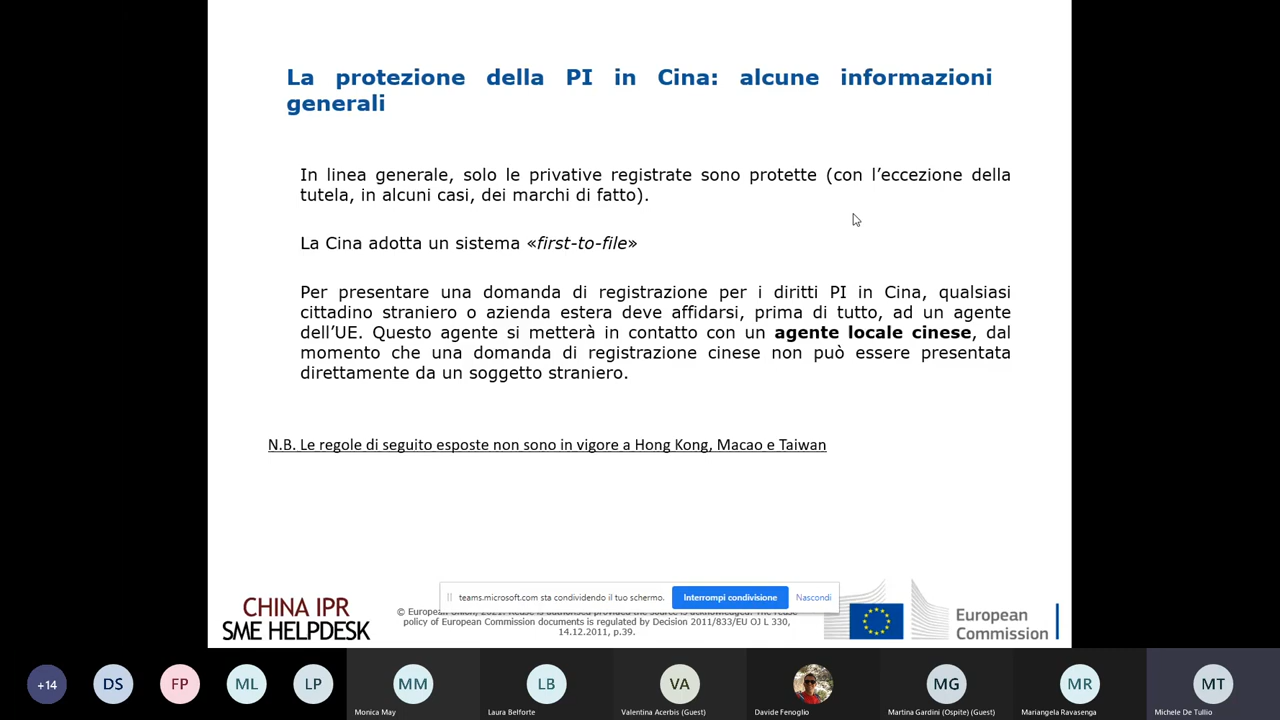 La protezione della PI in Cina: alcune informazioni
generali
In linea generale, solo le privative registrate sono protette (con l’eccezione della
tutela, in alcuni casi, dei marchi di fatto).
La Cina adotta un sistema «first-to-file»
Per presentare una domanda di registrazione per i diritti PI in Cina, qualsiasi
cittadino straniero o azienda estera deve affidarsi, prima di tutto, ad un agente
dell’UE. Questo agente si metterà in contatto con un agente locale cinese, dal
momento che una domanda di registrazione cinese non può essere presentata
direttamente da un soggetto straniero.
N.B. Le regole di seguito esposte non sono in vigore a Hong Kong, Macao e Taiwan
teams.microsoft.com sta condividendo il tuo schermo.
Interrompi condivisione
Nascondi
CHINA IPR
SME HELPDESK
© European Union, 2021. Reuse is authorised provided the source is acknowledged. The reuse
policy of European Commission documents is regulated by Decision 2011/833/EU OJ L 330,
14.12.2011, p.39.
European
Commission
+14
DS
FP
ML
LP
MM
LB
VA
MG
MR
MT
Monica May
Laura Belforte
Valentina Acerbis (Guest)
Davide Fenoglio
Martina Gardini (Ospite) (Guest)
Mariangela Ravasenga
Michele De Tullio